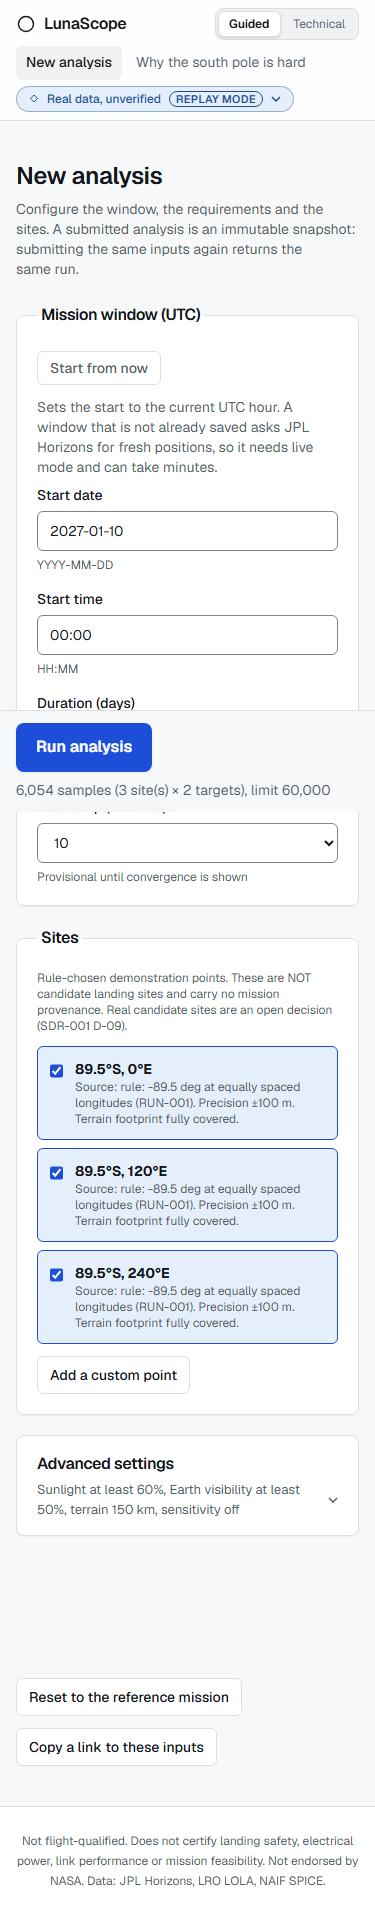 LunaScope
Guided
Technical
New analysis
Why the south pole is hard
Real data, unverified
REPLAY MODE
New analysis
Configure the window, the requirements and the
sites. A submitted analysis is an immutable snapshot:
submitting the same inputs again returns the
same run.
Mission window (UTC)
Start from now
Sets the start to the current UTC hour. A
window that is not already saved asks JPL
Horizons for fresh positions, so it needs live
mode and can take minutes.
Start date
2027-01-10
YYYY-MM-DD
Start time
00:00
HH:MM
Duration (days)
Run analysis
6,054 samples (3 site(s) × 2 targets), limit 60,000
10
Provisional until convergence is shown
Sites
Rule-chosen demonstration points. These are NOT
candidate landing sites and carry no mission
provenance. Real candidate sites are an open decision
(SDR-001 D-09).
89.5°S, 0°E
Source: rule: -89.5 deg at equally spaced
longitudes (RUN-001). Precision ±100 m.
Terrain footprint fully covered.
89.5°S, 120°E
Source: rule: -89.5 deg at equally spaced
longitudes (RUN-001). Precision ±100 m.
Terrain footprint fully covered.
89.5°S, 240°E
Source: rule: -89.5 deg at equally spaced
longitudes (RUN-001). Precision ±100 m.
Terrain footprint fully covered.
Add a custom point
Advanced settings
Sunlight at least 60%, Earth visibility at least
50%, terrain 150 km, sensitivity off
Reset to the reference mission
Copy a link to these inputs
Not flight-qualified. Does not certify landing safety, electrical
power, link performance or mission feasibility. Not endorsed by
NASA. Data: JPL Horizons, LRO LOLA, NAIF SPICE.